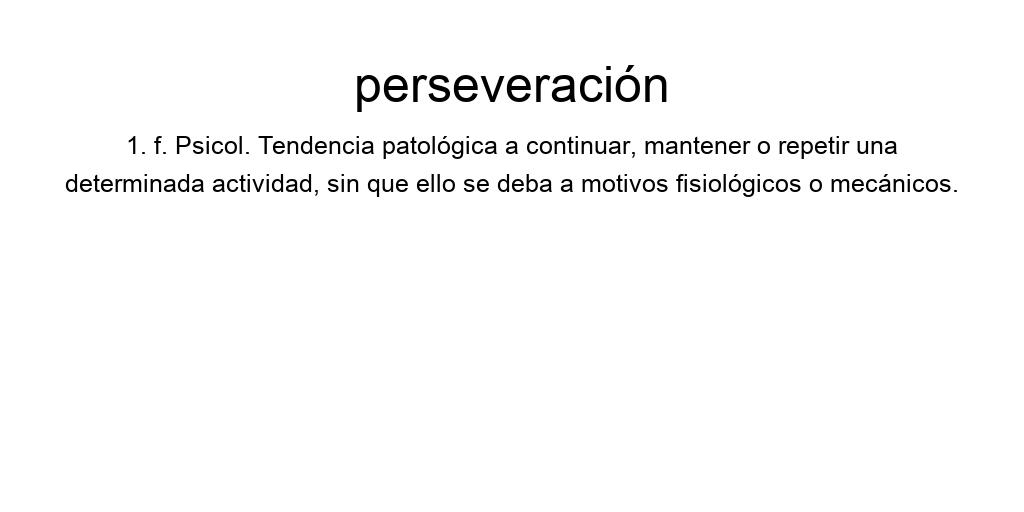 perseveración
1. f. Psicol. Tendencia patológica a continuar, mantener o repetir una
determinada actividad, sin que ello se deba a motivos fisiológicos o mecánicos.